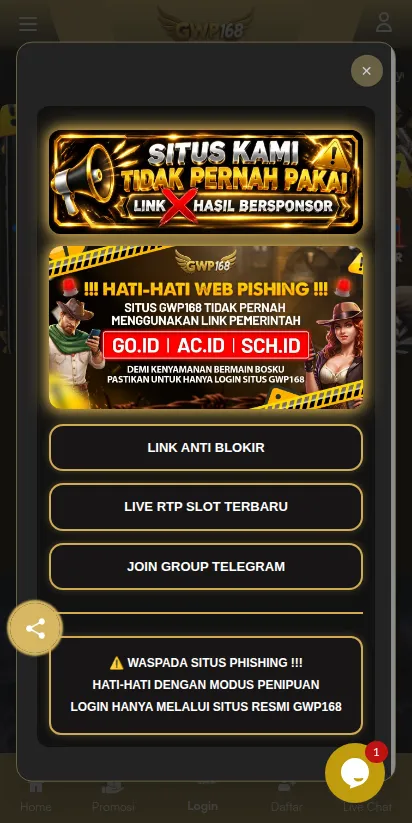 GWP168
×
SITUS KAMI
TIDAK PERNAH PAKAI
LINK HASIL BERSPONSOR
GWP168
!!! HATI-HATI WEB PISHING !!!
SITUS GWP168 TIDAK PERNAH
MENGGUNAKAN LINK PEMERINTAH
GO.ID | AC.ID | SCH.ID
DEMI KENYAMANAN BERMAIN BOSKU
PASTIKAN UNTUK HANYA LOGIN SITUS GWP168
LINK ANTI BLOKIR
LIVE RTP SLOT TERBARU
JOIN GROUP TELEGRAM
⚠️ WASPADA SITUS PHISHING !!!
HATI-HATI DENGAN MODUS PENIPUAN
LOGIN HANYA MELALUI SITUS RESMI GWP168
1
Home Promosi Login Daftar Live Chat